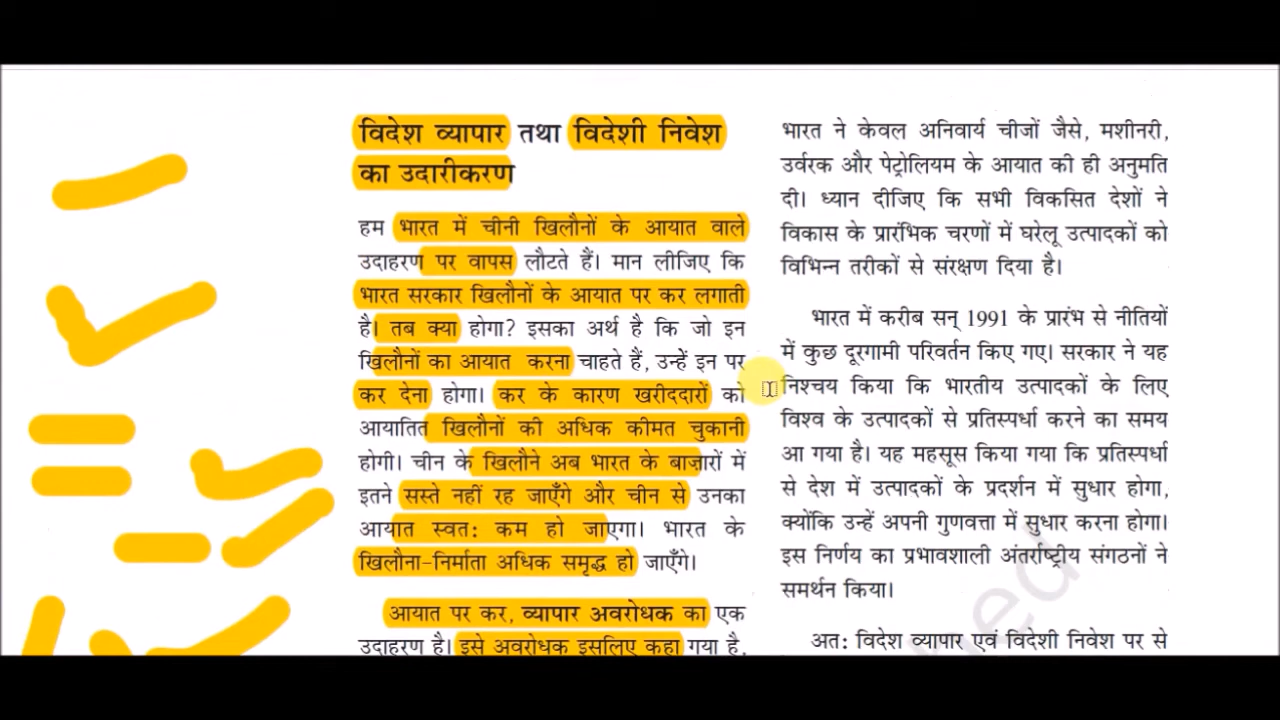 विदेश व्यापार तथा विदेशी निवेश
का उदारीकरण
हम भारत में चीनी खिलौनों के आयात वाले
उदाहरण पर वापस लौटते हैं। मान लीजिए कि
भारत सरकार खिलौनों के आयात पर कर लगाती
है। तब क्या होगा? इसका अर्थ है कि जो इन
खिलौनों का आयात करना चाहते हैं, उन्हें इन पर
कर देना होगा। कर के कारण खरीददारों को
आयातित खिलौनों की अधिक कीमत चुकानी
होगी। चीन के खिलौने अब भारत के बाज़ारों में
इतने सस्ते नहीं रह जाएँगे और चीन से उनका
आयात स्वत: कम हो जाएगा। भारत के
खिलौना-निर्माता अधिक समृद्ध हो जाएँगे।
आयात पर कर, व्यापार अवरोधक का एक
उदाहरण है। इसे अवरोधक इसलिए कहा गया है,
भारत ने केवल अनिवार्य चीजों जैसे, मशीनरी,
उर्वरक और पेट्रोलियम के आयात की ही अनुमति
दी। ध्यान दीजिए कि सभी विकसित देशों ने
विकास के प्रारंभिक चरणों में घरेलू उत्पादकों को
विभिन्न तरीकों से संरक्षण दिया है।
भारत में करीब सन् 1991 के प्रारंभ से नीतियों
में कुछ दूरगामी परिवर्तन किए गए। सरकार ने यह
निश्चय किया कि भारतीय उत्पादकों के लिए
विश्व के उत्पादकों से प्रतिस्पर्धा करने का समय
आ गया है। यह महसूस किया गया कि प्रतिस्पर्धा
से देश में उत्पादकों के प्रदर्शन में सुधार होगा,
क्योंकि उन्हें अपनी गुणवत्ता में सुधार करना होगा।
इस निर्णय का प्रभावशाली अंतर्राष्ट्रीय संगठनों ने
समर्थन किया।
अत: विदेश व्यापार एवं विदेशी निवेश पर से